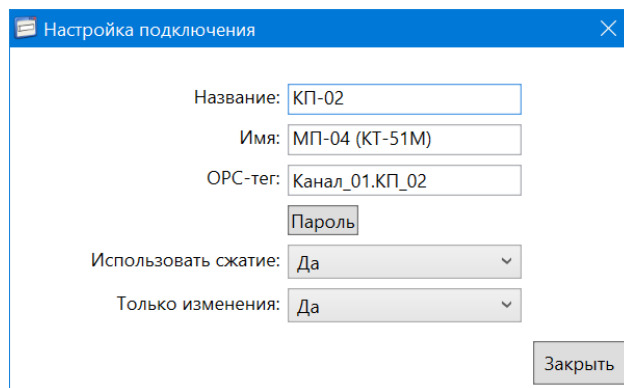 Настройка подключения
Название: КП-02
Имя: МП-04 (КТ-51М)
OPC-тег: Канал_01.КП_02
Пароль
Использовать сжатие: Да
Только изменения: Да
Закрыть